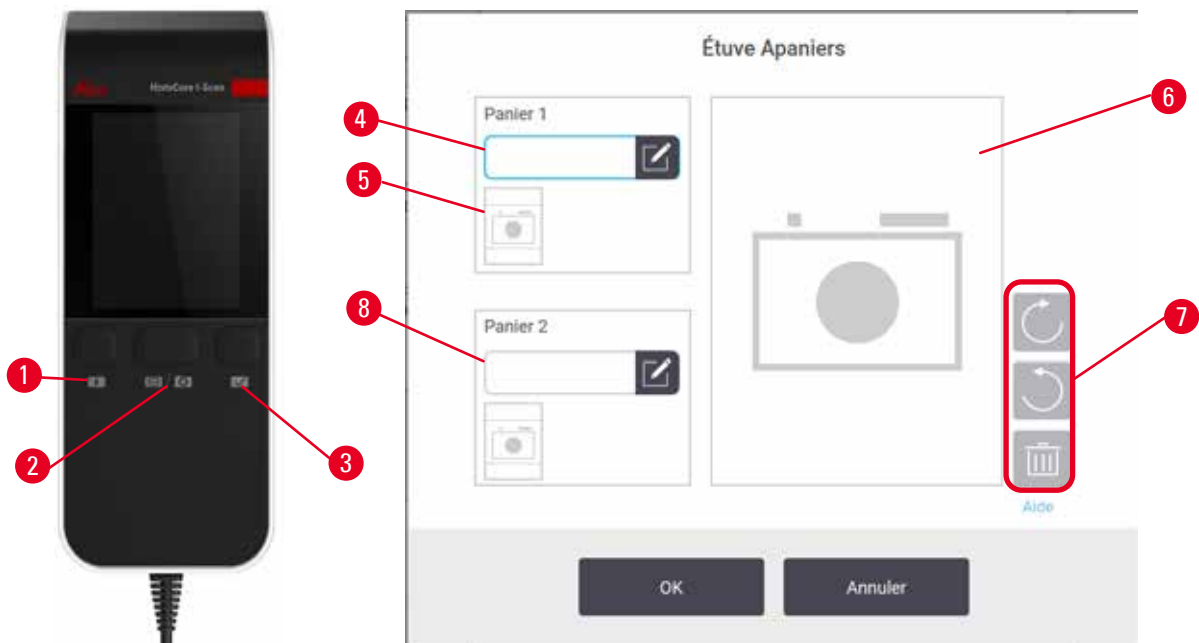 HistoCore I-Scan
1
2
3
Étuve Apaniers
Panier 1
4
5
6
Panier 2
8
7
Aide
OK
Annuler